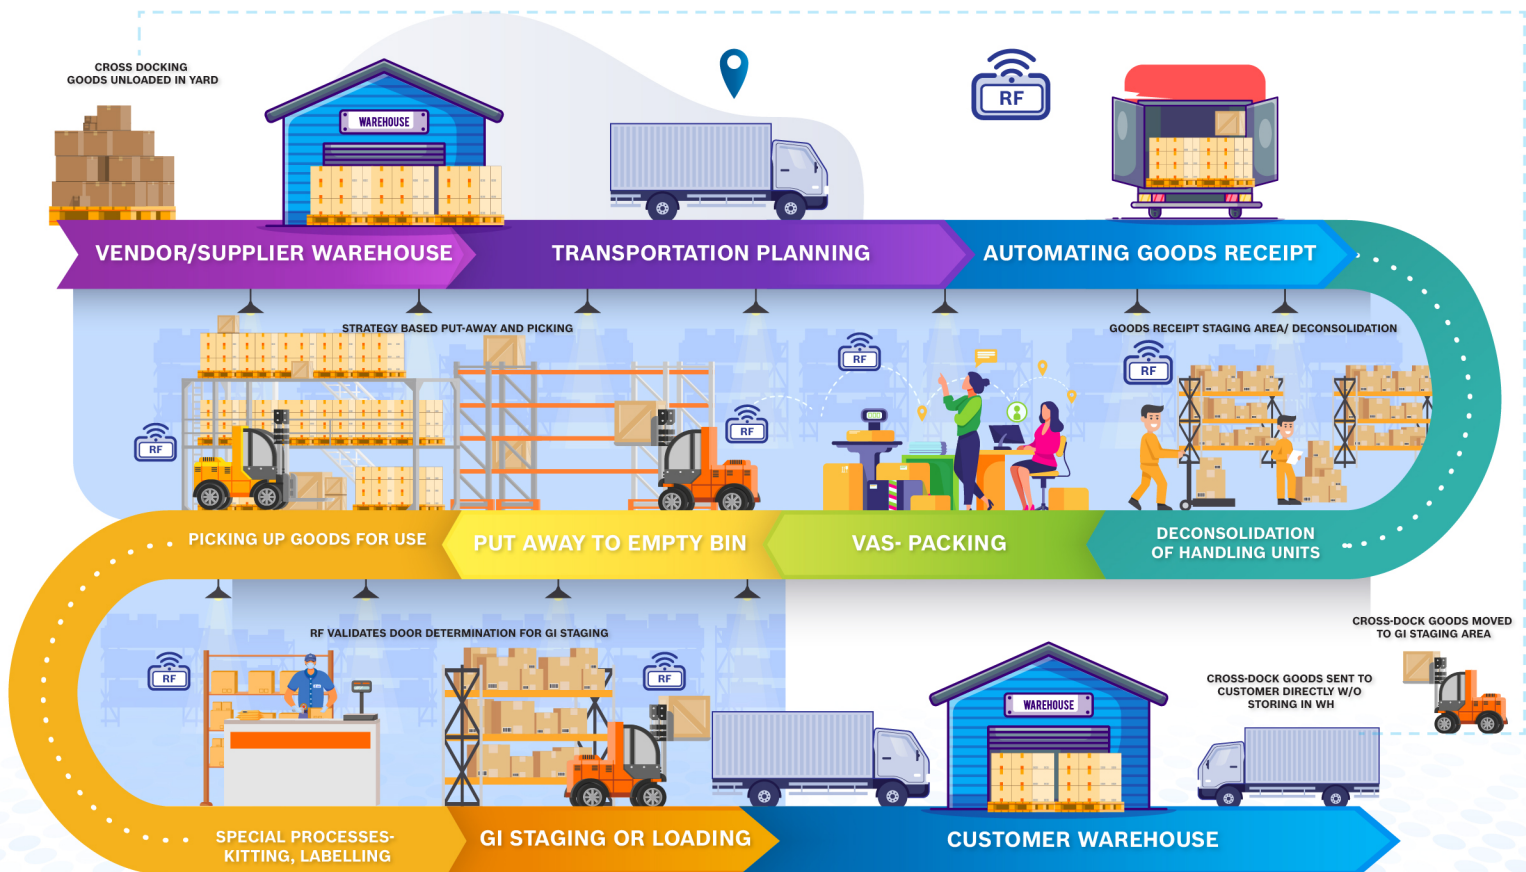 CROSS DOCKING
GOODS UNLOADED IN YARD
WAREHOUSE
RF
VENDOR/SUPPLIER WAREHOUSE
TRANSPORTATION PLANNING
AUTOMATING GOODS RECEIPT
STRATEGY BASED PUT-AWAY AND PICKING
GOODS RECEIPT STAGING AREA/ DECONSOLIDATION
RF
RF
RF
RF
PICKING UP GOODS FOR USE
PUT AWAY TO EMPTY BIN
VAS- PACKING
DECONSOLIDATION
OF HANDLING UNITS
RF VALIDATES DOOR DETERMINATION FOR GI STAGING
CROSS-DOCK GOODS MOVED
TO GI STAGING AREA
RF
RF
CROSS-DOCK GOODS SENT TO
CUSTOMER DIRECTLY W/O
STORING IN WH
WAREHOUSE
SPECIAL PROCESSES-
KITTING, LABELLING
GI STAGING OR LOADING
CUSTOMER WAREHOUSE